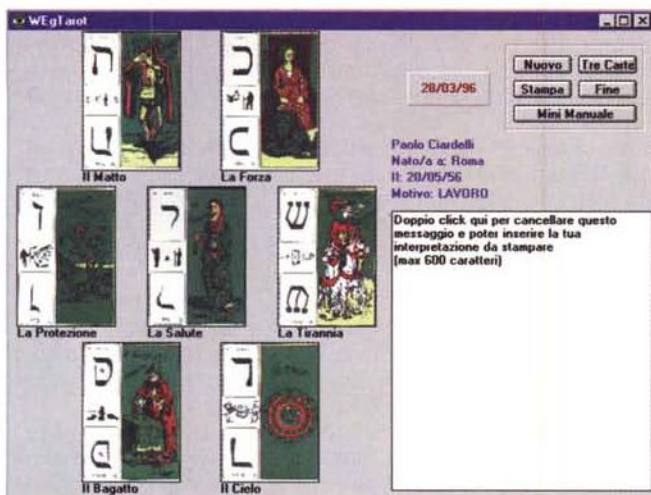 WEgTarot
ה
כ
Il Matto
La Forza
ש
La Protezione
La Salute
La Tirannia
Il Bagatto
Il Cielo
28/03/96
Nuovo
Tre Carte
Stampa
Fine
Mini Manuale
Paolo Ciardelli
Nato/a a: Roma
Il: 20/05/56
Motivo: LAVORO
Doppio click qui per cancellare questo
messaggio e poter inserire la tua
interpretazione da stampare
(max 600 caratteri)